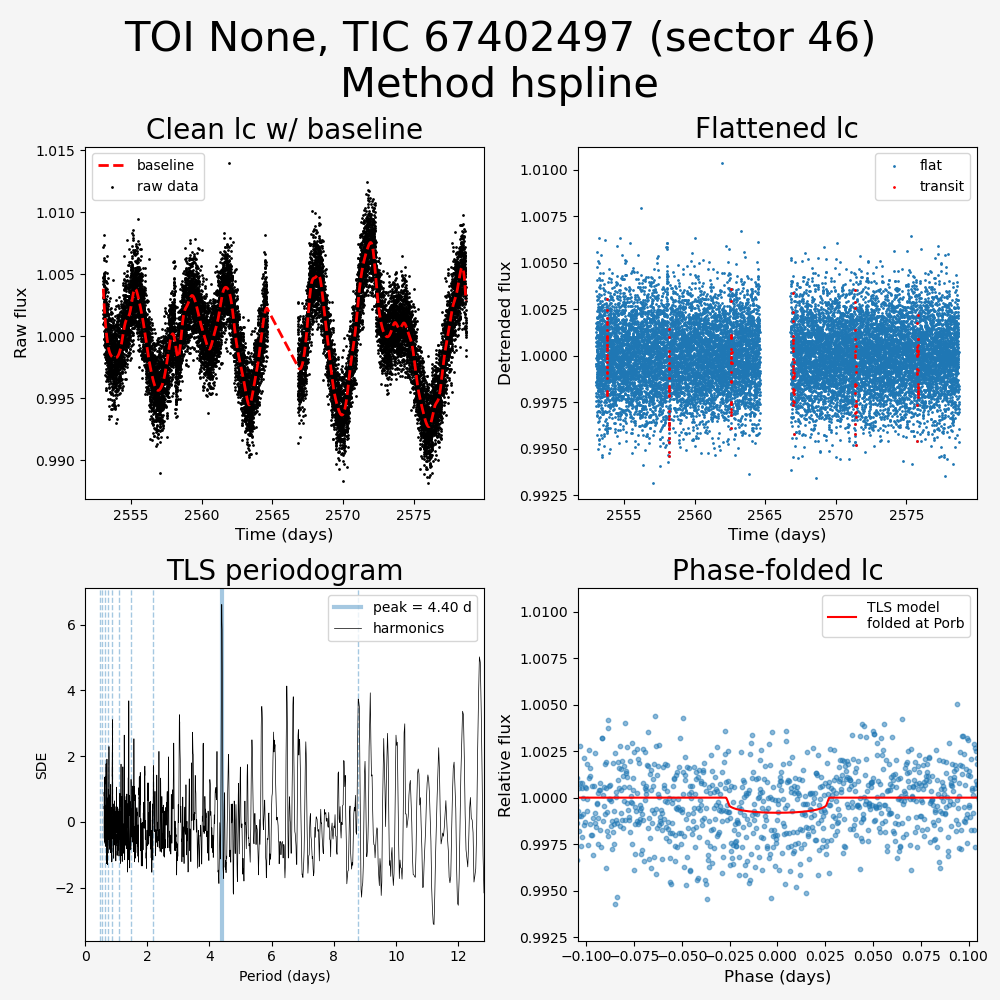 TOI None, TIC 67402497 (sector 46)
Method hspline
Clean lc w/ baseline
baseline
raw data
1.015
1.010
1.005
1.000
0.995
0.990
Raw flux
2555 2560 2565 2570 2575
Time (days)
Flattened lc
flat
transit
1.0100
1.0075
1.0050
1.0025
1.0000
0.9975
0.9950
0.9925
Detrended flux
2555 2560 2565 2570 2575
Time (days)
TLS periodogram
peak = 4.40 d
harmonics
6
4
2
0
−2
SDE
0 2 4 6 8 10 12
Period (days)
Phase-folded lc
TLS model
folded at Porb
1.0100
1.0075
1.0050
1.0025
1.0000
0.9975
0.9950
0.9925
Relative flux
−0.100 −0.075 −0.050 −0.025 0.000 0.025 0.050 0.075 0.100
Phase (days)